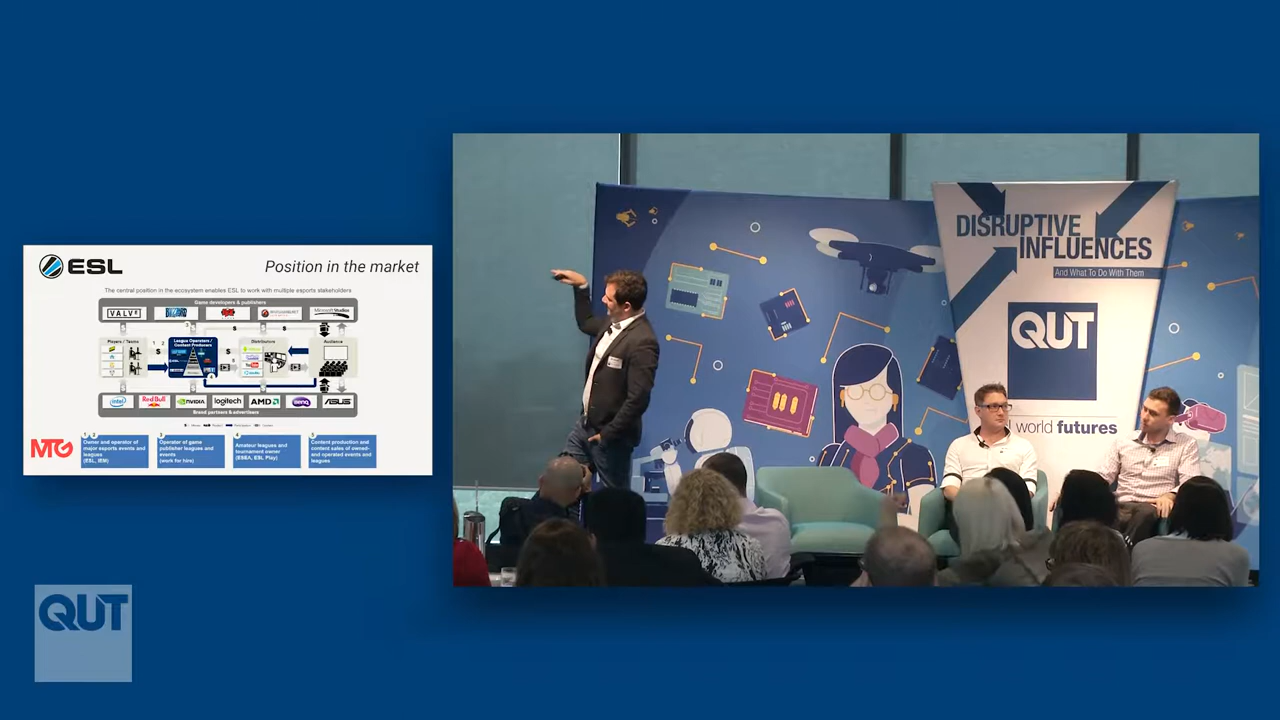 ESL
Position in the market
The central position in the ecosystem enables ESL to work with multiple esports stakeholders
Game developers & publishers
VALVE
Microsoft Studios
Players / Teams
League Operators /
Content Producers
Distributors
Audience
intel
Red Bull
NVIDIA
logitech
AMD
BenQ
ASUS
Brand partners & advertisers
MTG
Owner and operator of
major esports events and
leagues
(ESL, IEM)
Operator of game
publisher leagues and
events
(work for hire)
Amateur leagues and
tournament owner
(ESEA, ESL Play)
Content production and
content sales of owned-
and operated events and
leagues
QUT
DISRUPTIVE
INFLUENCES
And What To Do With Them
QUT
world futures